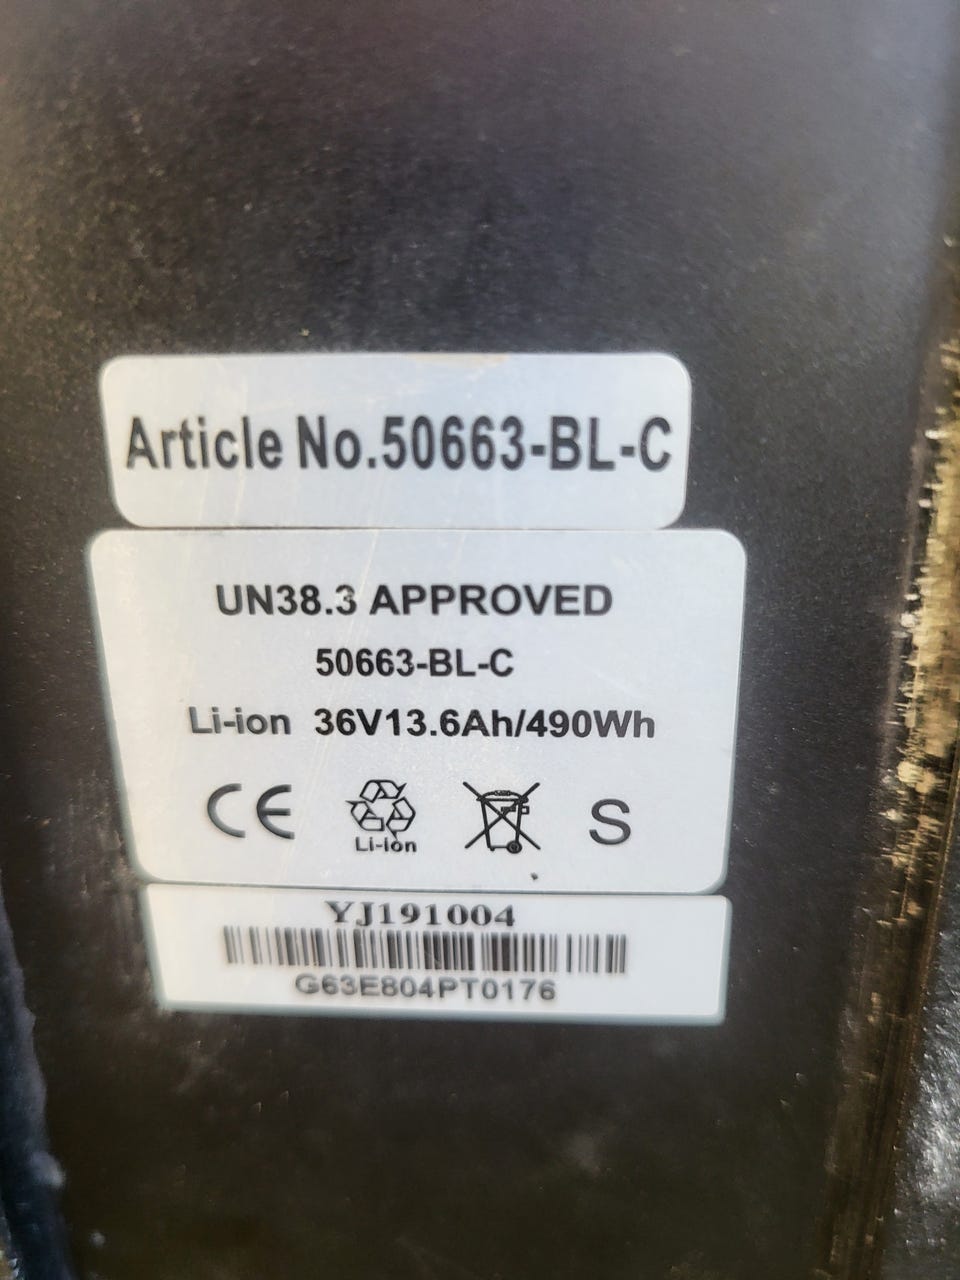 Article No.50663-BL-C
UN38.3 APPROVED
50663-BL-C
Li-ion 36V13.6Ah/490Wh
CE
Li-ion
S
YJ191004
G63E804PT0176